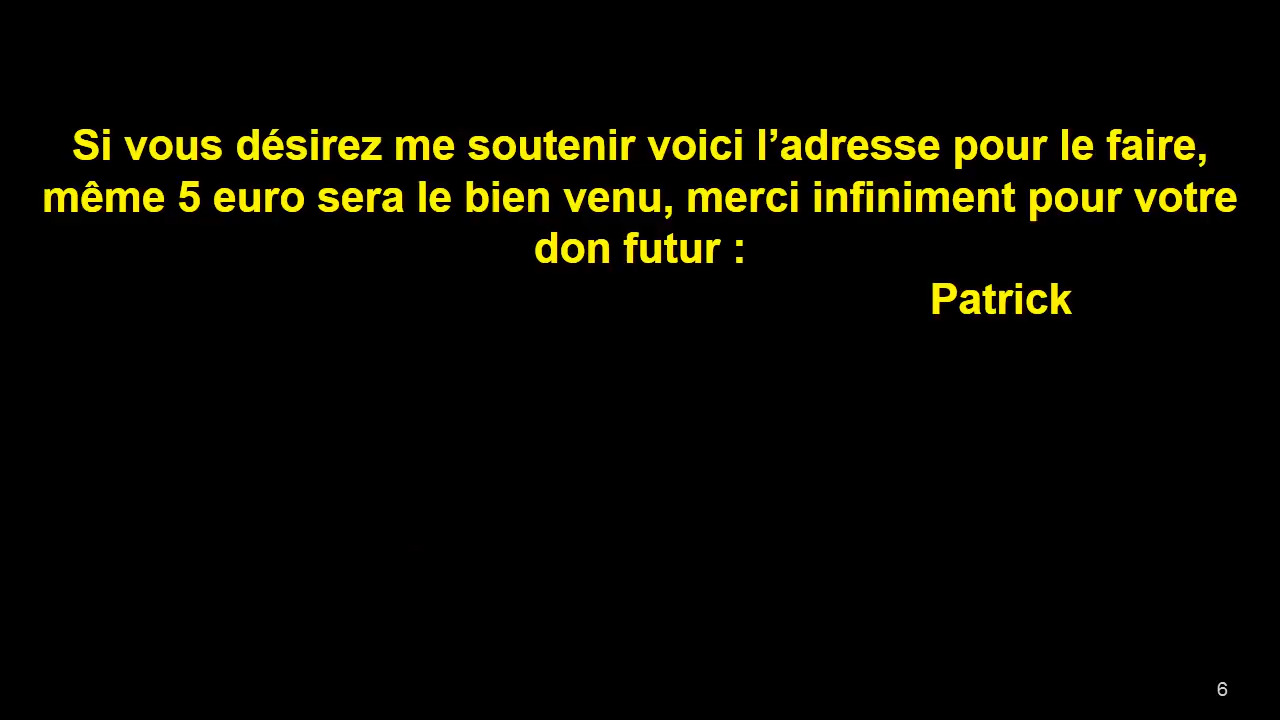 Si vous désirez me soutenir voici l’adresse pour le faire,
même 5 euro sera le bien venu, merci infiniment pour votre
don futur :
Patrick
6